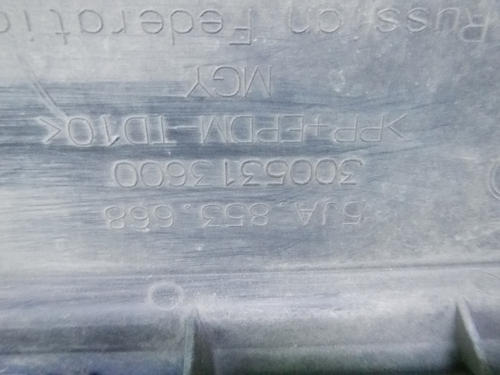 5JA 853.668
3005313600
>PP+EPDM-TD10<
MGY
Russian Federatio